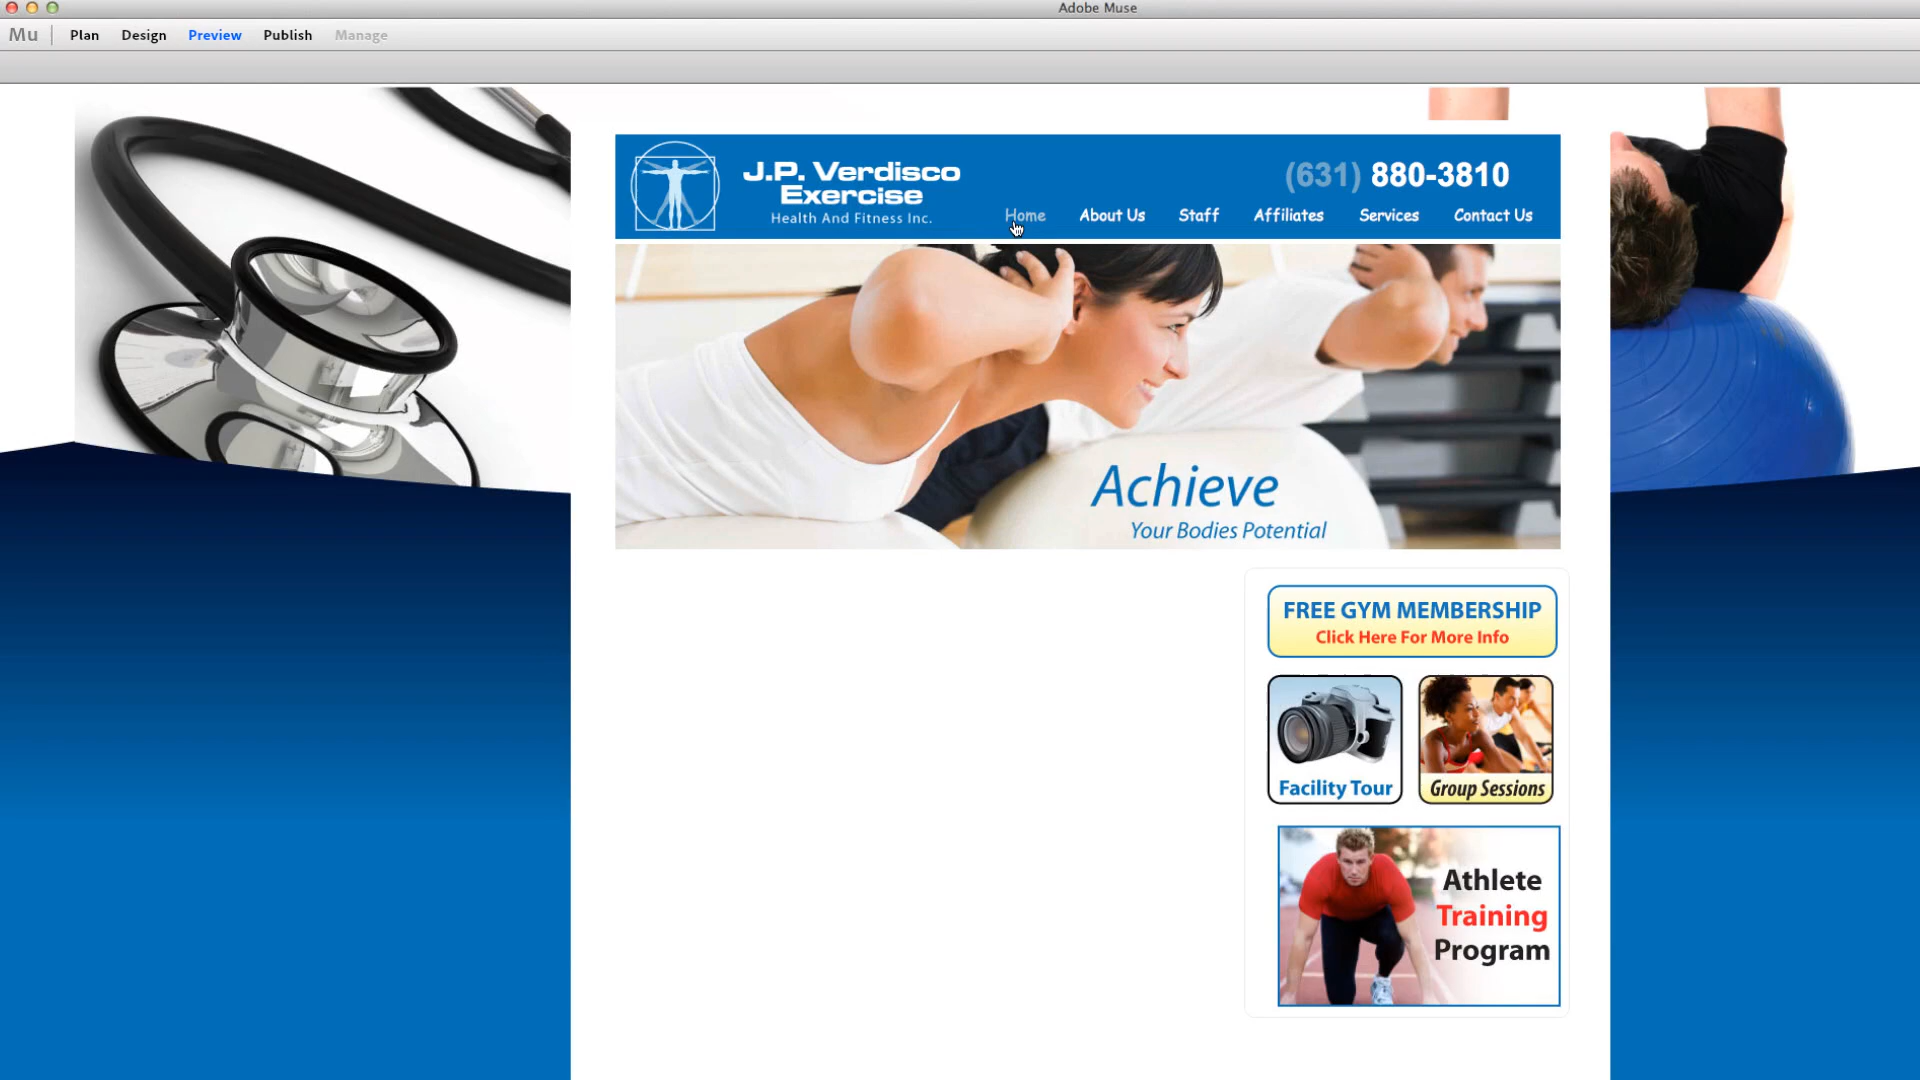 Adobe Muse
Mu Plan Design Preview Publish Manage
J.P. Verdisco
Exercise
Health And Fitness Inc.
(631) 880-3810
Home About Us Staff Affiliates Services Contact Us
Achieve
Your Bodies Potential
FREE GYM MEMBERSHIP
Click Here For More Info
Facility Tour
Group Sessions
Athlete
Training
Program